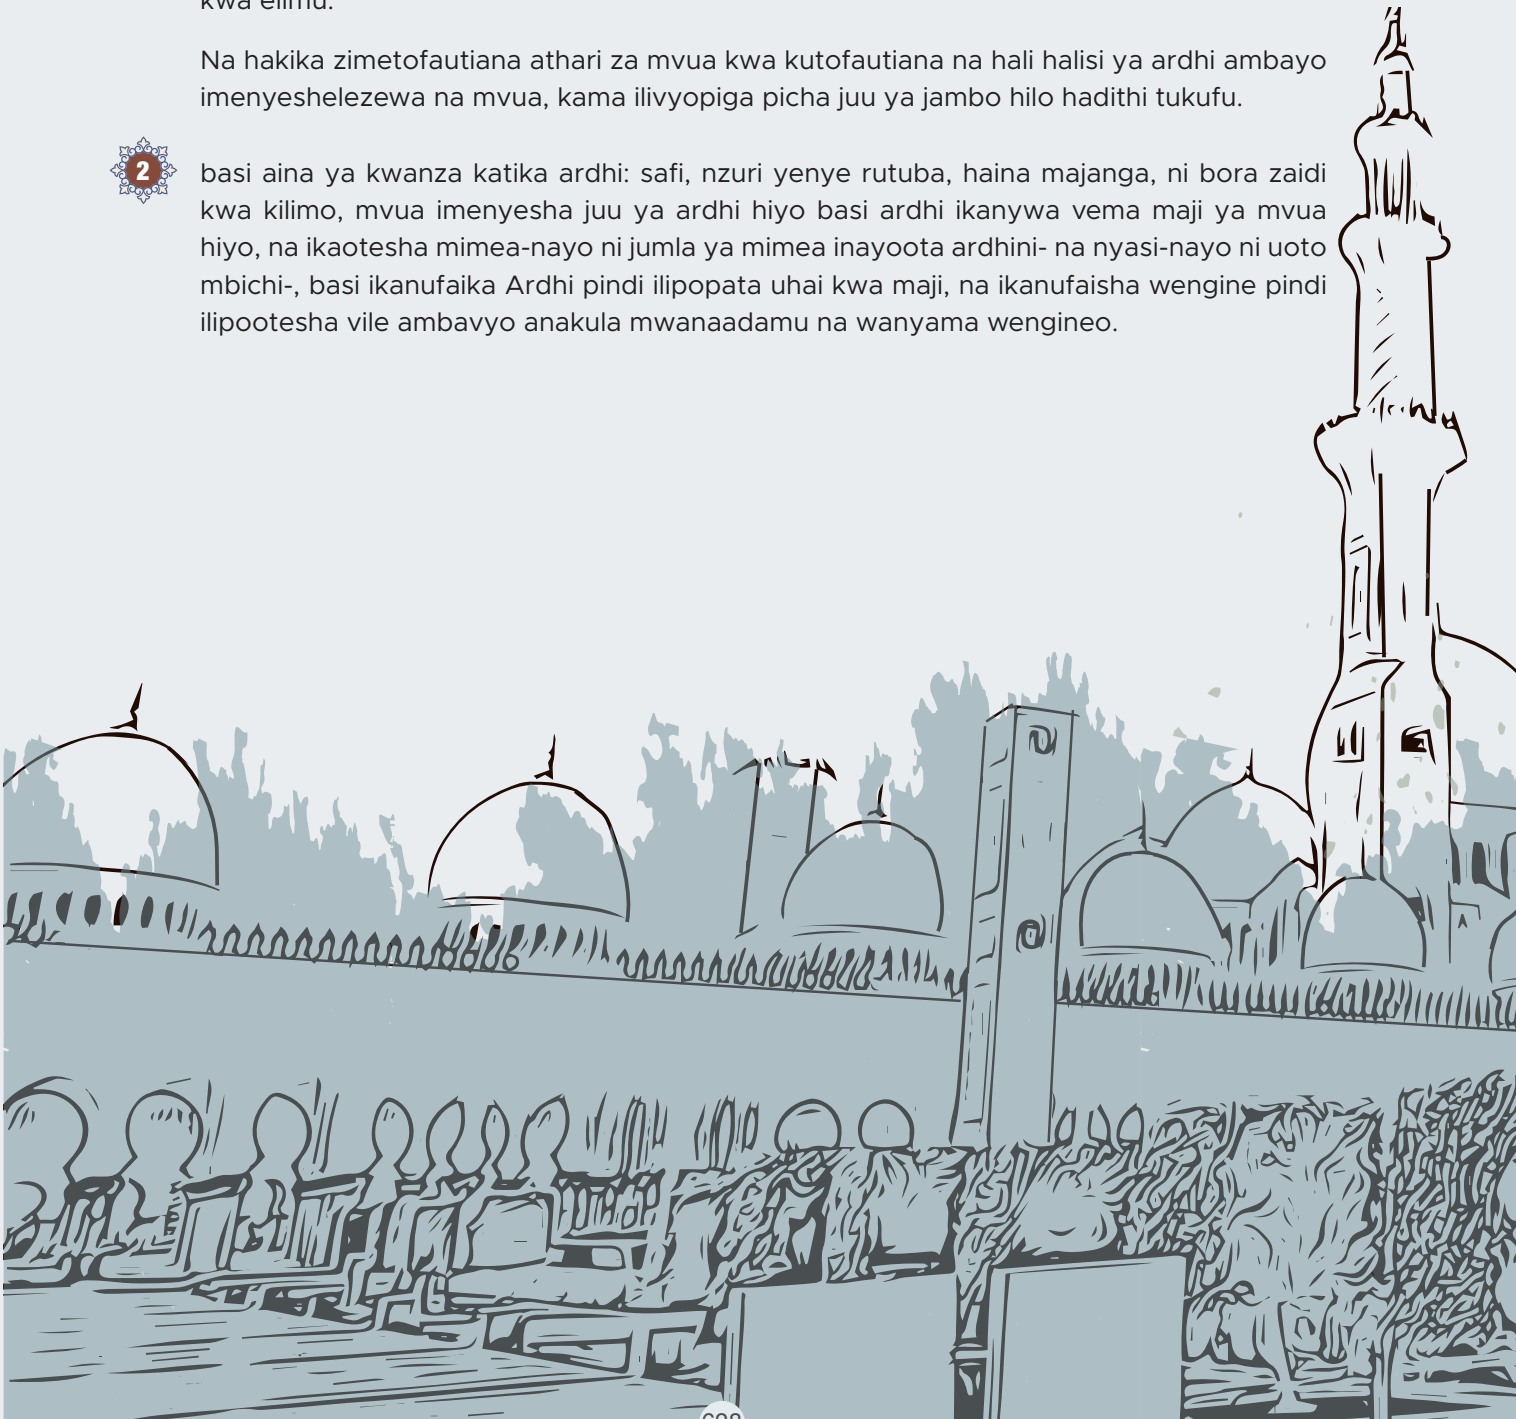 kwa elimu.
Na hakika zimetofautiana athari za mvua kwa kutofautiana na hali halisi ya ardhi ambayo
imenyeshelezewa na mvua, kama ilivyopiga picha juu ya jambo hilo hadithi tukufu.
2
basi aina ya kwanza katika ardhi: safi, nzuri yenye rutuba, haina majanga, ni bora zaidi
kwa kilimo, mvua imenyesha juu ya ardhi hiyo basi ardhi ikanywa vema maji ya mvua
hiyo, na ikaotesha mimea-nayo ni jumla ya mimea inayoota ardhini- na nyasi-nayo ni uoto
mbichi-, basi ikanufaika Ardhi pindi ilipopata uhai kwa maji, na ikanufaisha wengine pindi
ilipootesha vile ambavyo anakula mwanaadamu na wanyama wengineo.